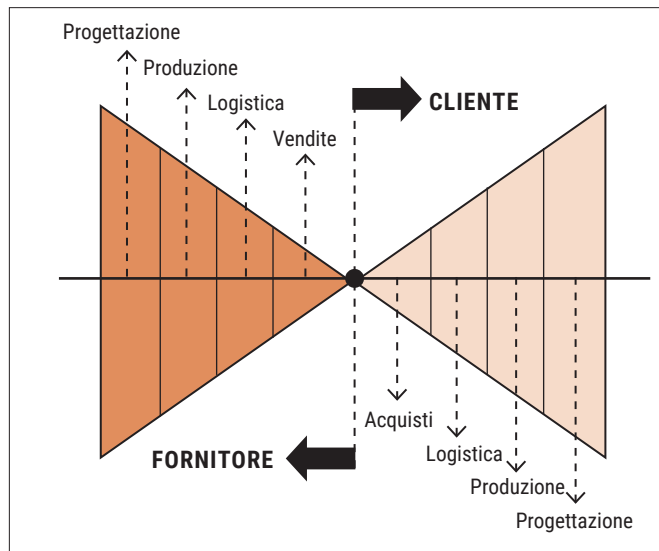 Progettazione
Produzione
Logistica
Vendite
CLIENTE
Acquisti
FORNITORE
Logistica
Produzione
Progettazione